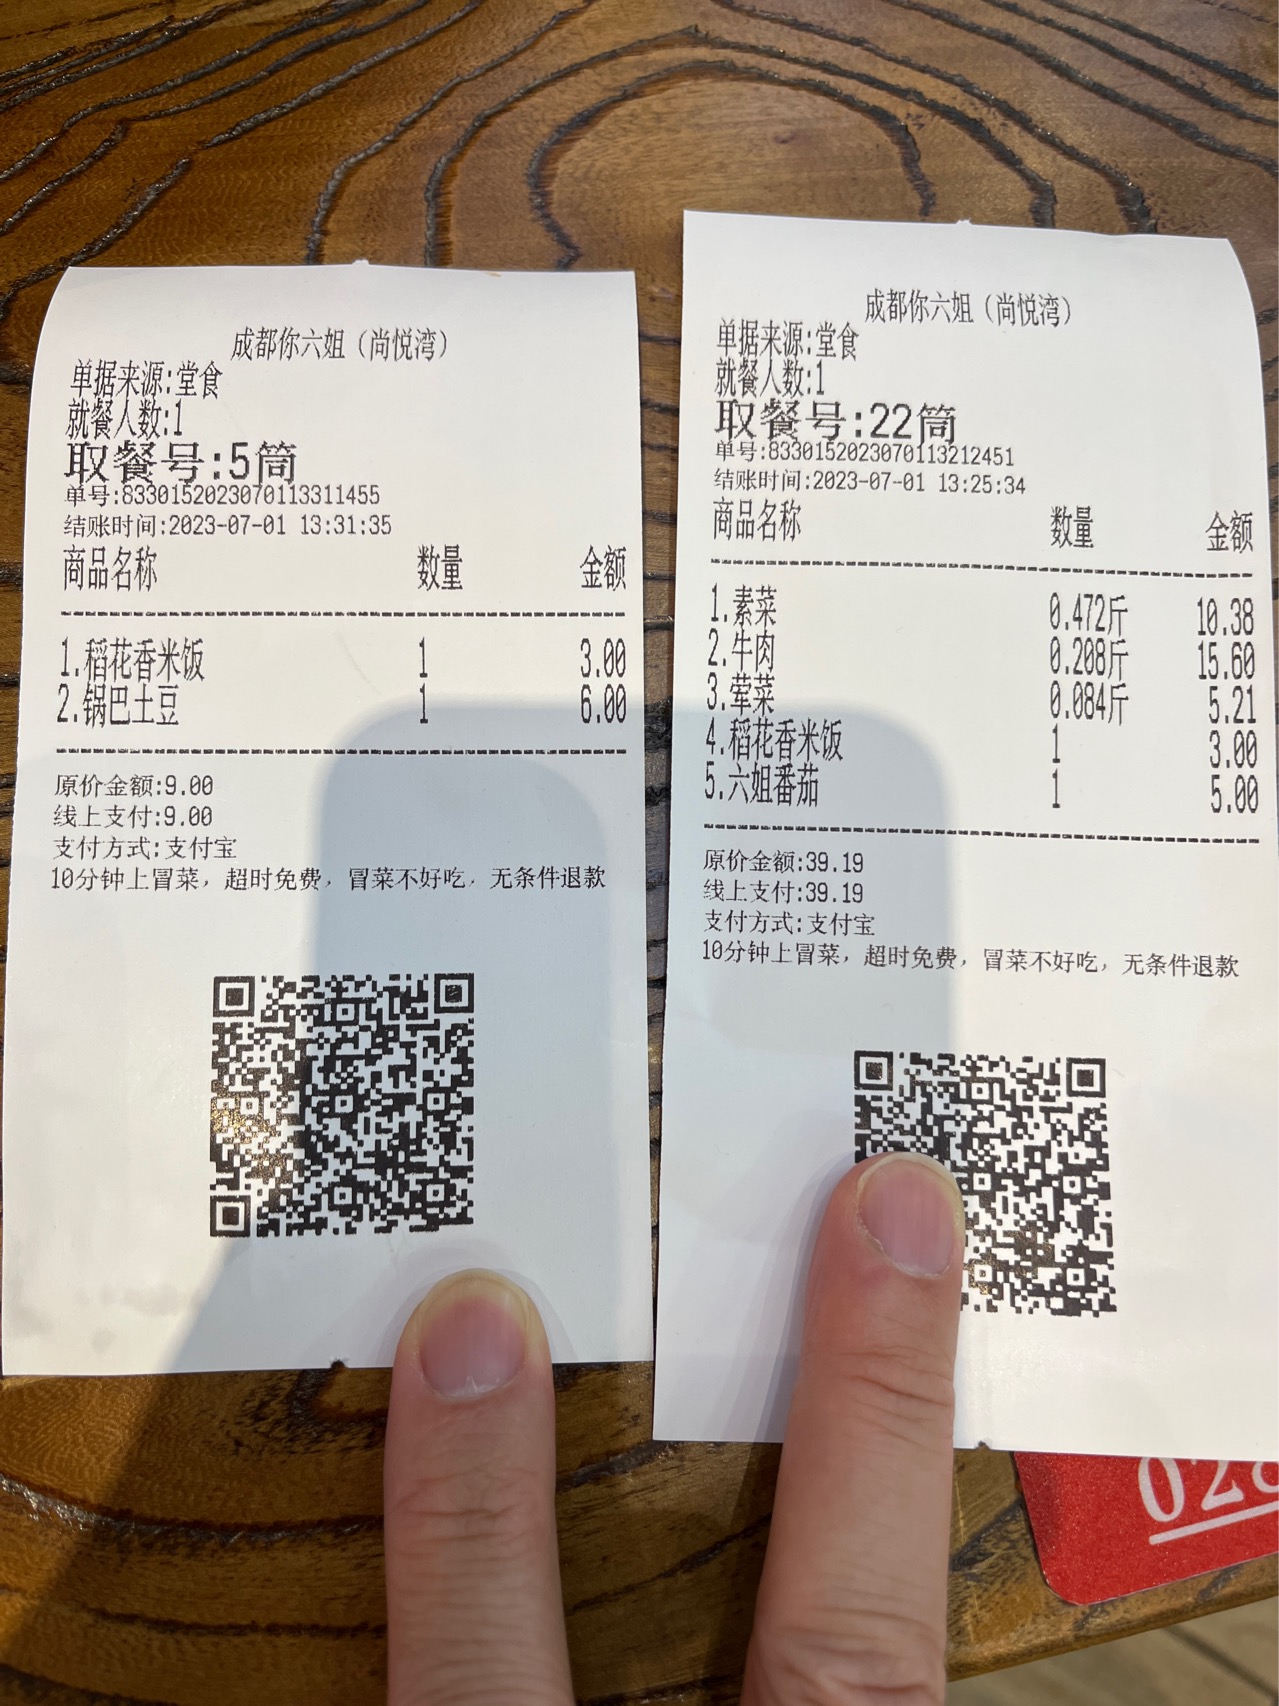 成都你六姐（尚悦湾）
单据来源:堂食
就餐人数:1
取餐号:5筒
单号:833015202307011331​1455
结账时间:2023-07-01 13:31:35
商品名称 数量 金额
1.稻花香米饭 1 3.00
2.锅巴土豆 1 6.00
原价金额:9.00
线上支付:9.00
支付方式:支付宝
10分钟上冒菜，超时免费，冒菜不好吃，无条件退款
成都你六姐（尚悦湾）
单据来源:堂食
就餐人数:1
取餐号:22筒
单号:8330152023070113212451
结账时间:2023-07-01 13:25:34
商品名称 数量 金额
1.素菜 0.472斤 10.38
2.牛肉 0.208斤 15.60
3.荤菜 0.084斤 5.21
4.稻花香米饭 1 3.00
5.六姐番茄 1 5.00
原价金额:39.19
线上支付:39.19
支付方式:支付宝
10分钟上冒菜，超时免费，冒菜不好吃，无条件退款
028